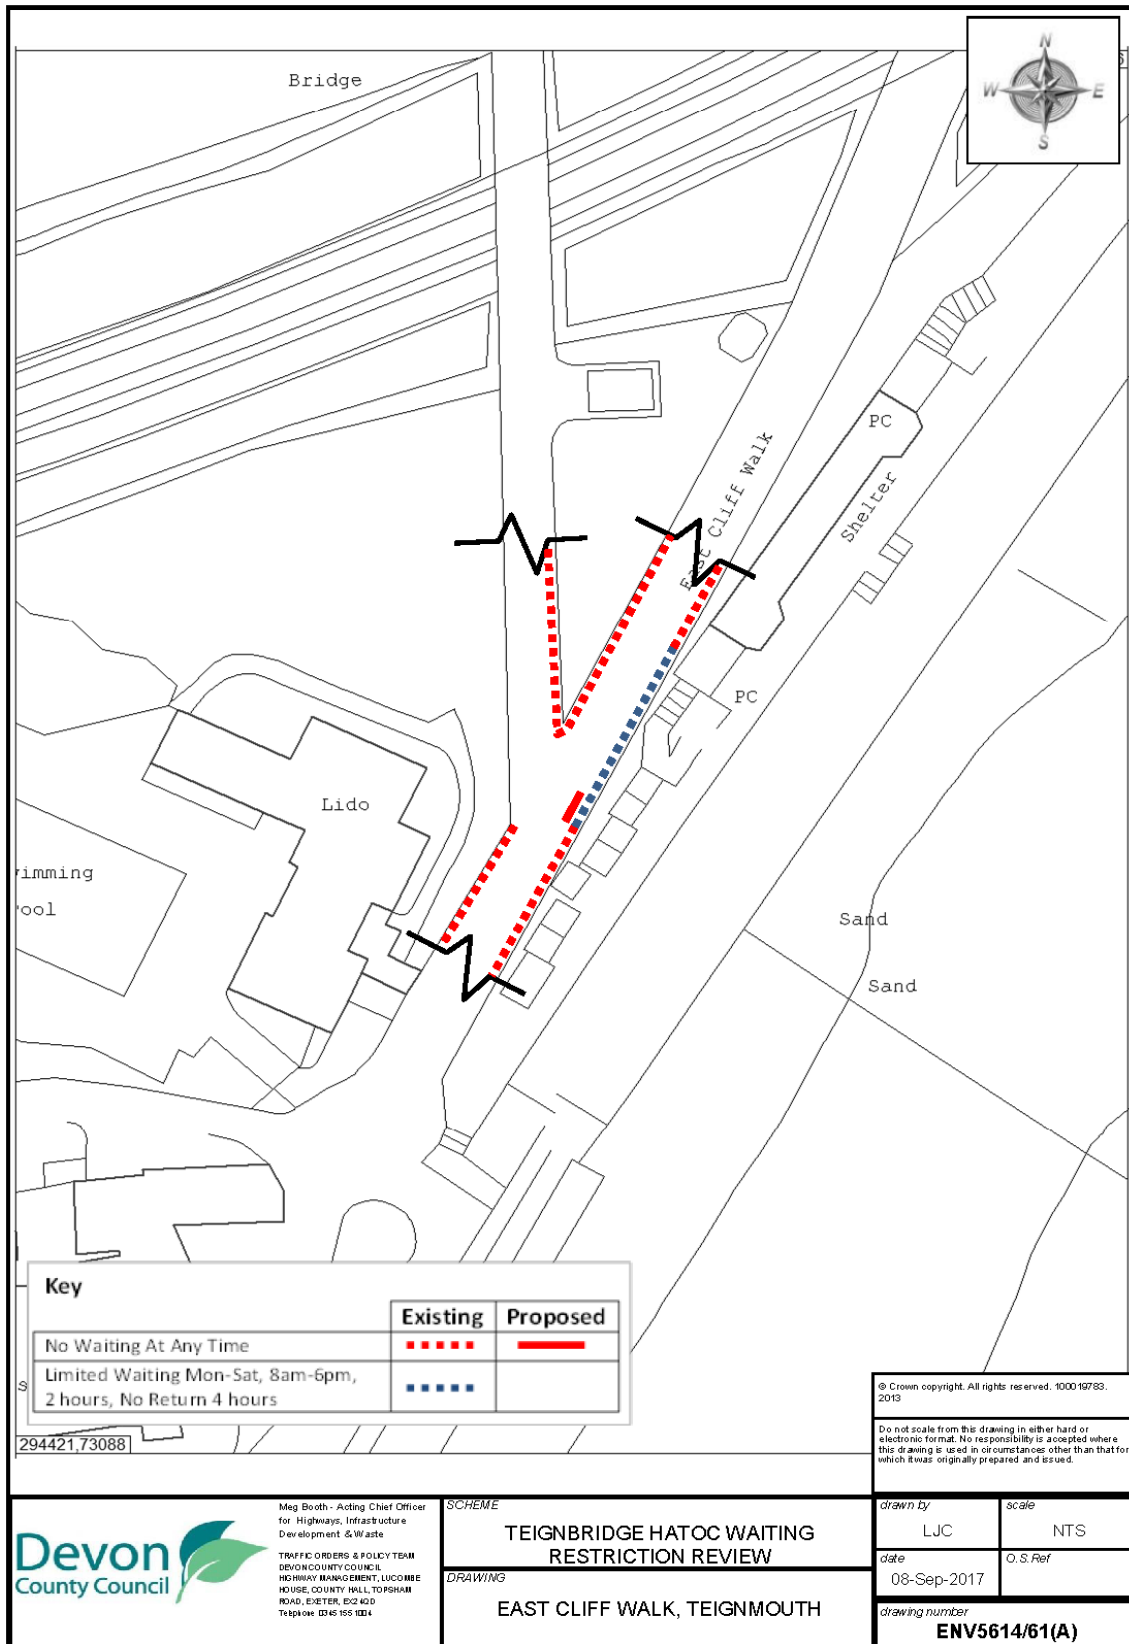 N
W
E
S
Bridge
PC
East Cliff Walk
Shelter
PC
Lido
imming
ool
Sand
Sand
Key
Existing Proposed
No Waiting At Any Time
Limited Waiting Mon-Sat, 8am-6pm,
2 hours, No Return 4 hours
294421,73088
© Crown copyright. All rights reserved. 100019783.
2013
Do not scale from this drawing in either hard or
electronic format. No responsibility is accepted where
this drawing is used in circumstances other than that for
which it was originally prepared and issued.
Devon
County Council
Meg Booth - Acting Chief Officer
for Highways, Infrastructure
Development & Waste
TRAFFIC ORDERS & POLICY TEAM
DEVON COUNTY COUNCIL
HIGHWAY MANAGEMENT, LUCOMBE
HOUSE, COUNTY HALL, TOPSHAM
ROAD, EXETER, EX2 4QD
Telephone 0345 155 1004
SCHEME
TEIGNBRIDGE HATOC WAITING
RESTRICTION REVIEW
DRAWING
EAST CLIFF WALK, TEIGNMOUTH
drawn by
LJC
scale
NTS
date
08-Sep-2017
O.S.Ref
drawing number
ENV5614/61(A)